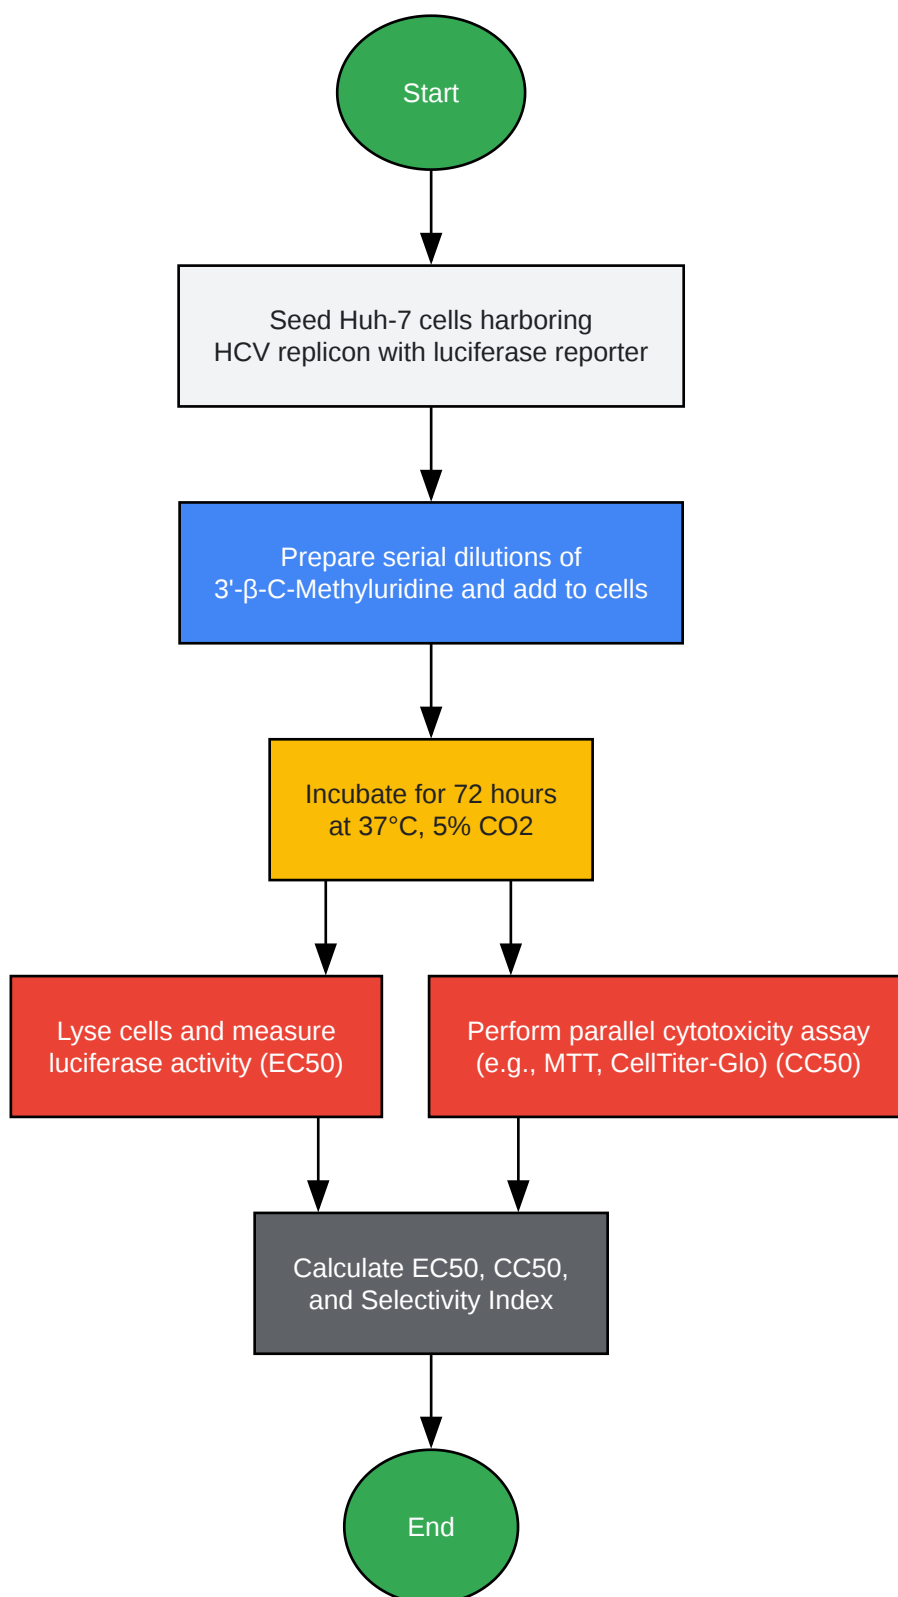 Start
Seed Huh-7 cells harboring
HCV replicon with luciferase reporter
Prepare serial dilutions of
3'-β-C-Methyluridine and add to cells
Incubate for 72 hours
at 37°C, 5% CO2
Lyse cells and measure
luciferase activity (EC50)
Perform parallel cytotoxicity assay
(e.g., MTT, CellTiter-Glo) (CC50)
Calculate EC50, CC50,
and Selectivity Index
End